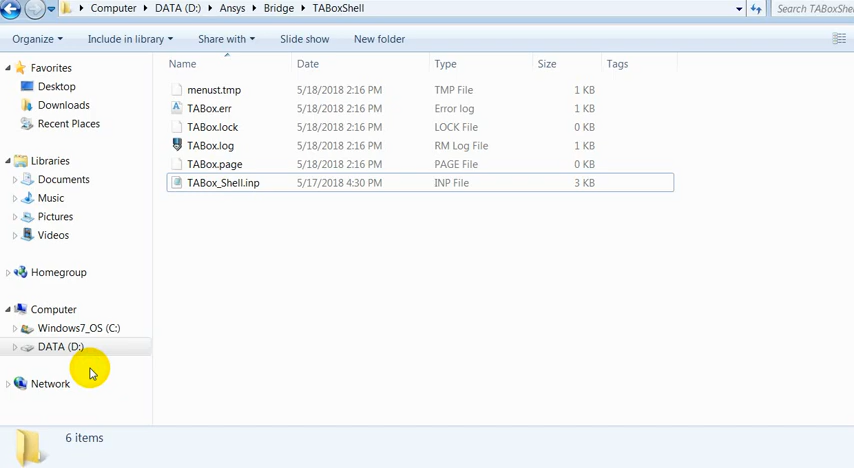 Computer DATA (D:) Ansys Bridge TABoxShell Search TABoxShe
Organize Include in library Share with Slide show New folder
Favorites
Desktop
Downloads
Recent Places
Libraries
Documents
Music
Pictures
Videos
Homegroup
Computer
Windows7_OS (C:)
DATA (D:)
Network
Name Date Type Size Tags
menust.tmp 5/18/2018 2:16 PM TMP File 1 KB
TABox.err 5/18/2018 2:16 PM Error log 1 KB
TABox.lock 5/18/2018 2:16 PM LOCK File 0 KB
TABox.log 5/18/2018 2:16 PM RM Log File 1 KB
TABox.page 5/18/2018 2:16 PM PAGE File 0 KB
TABox_Shell.inp 5/17/2018 4:30 PM INP File 3 KB
6 items